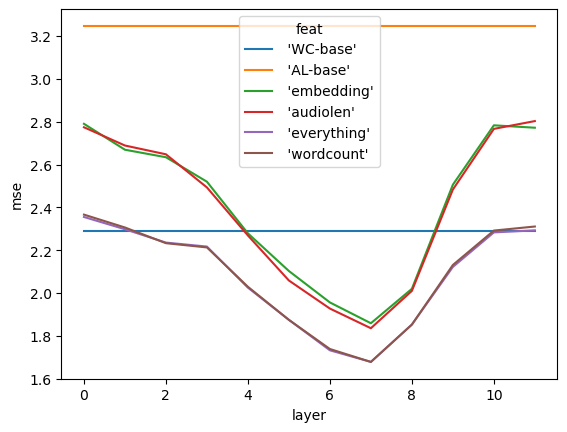 feat
'WC-base'
'AL-base'
'embedding'
'audiolen'
'everything'
'wordcount'
mse
3.2
3.0
2.8
2.6
2.4
2.2
2.0
1.8
1.6
0 2 4 6 8 10
layer